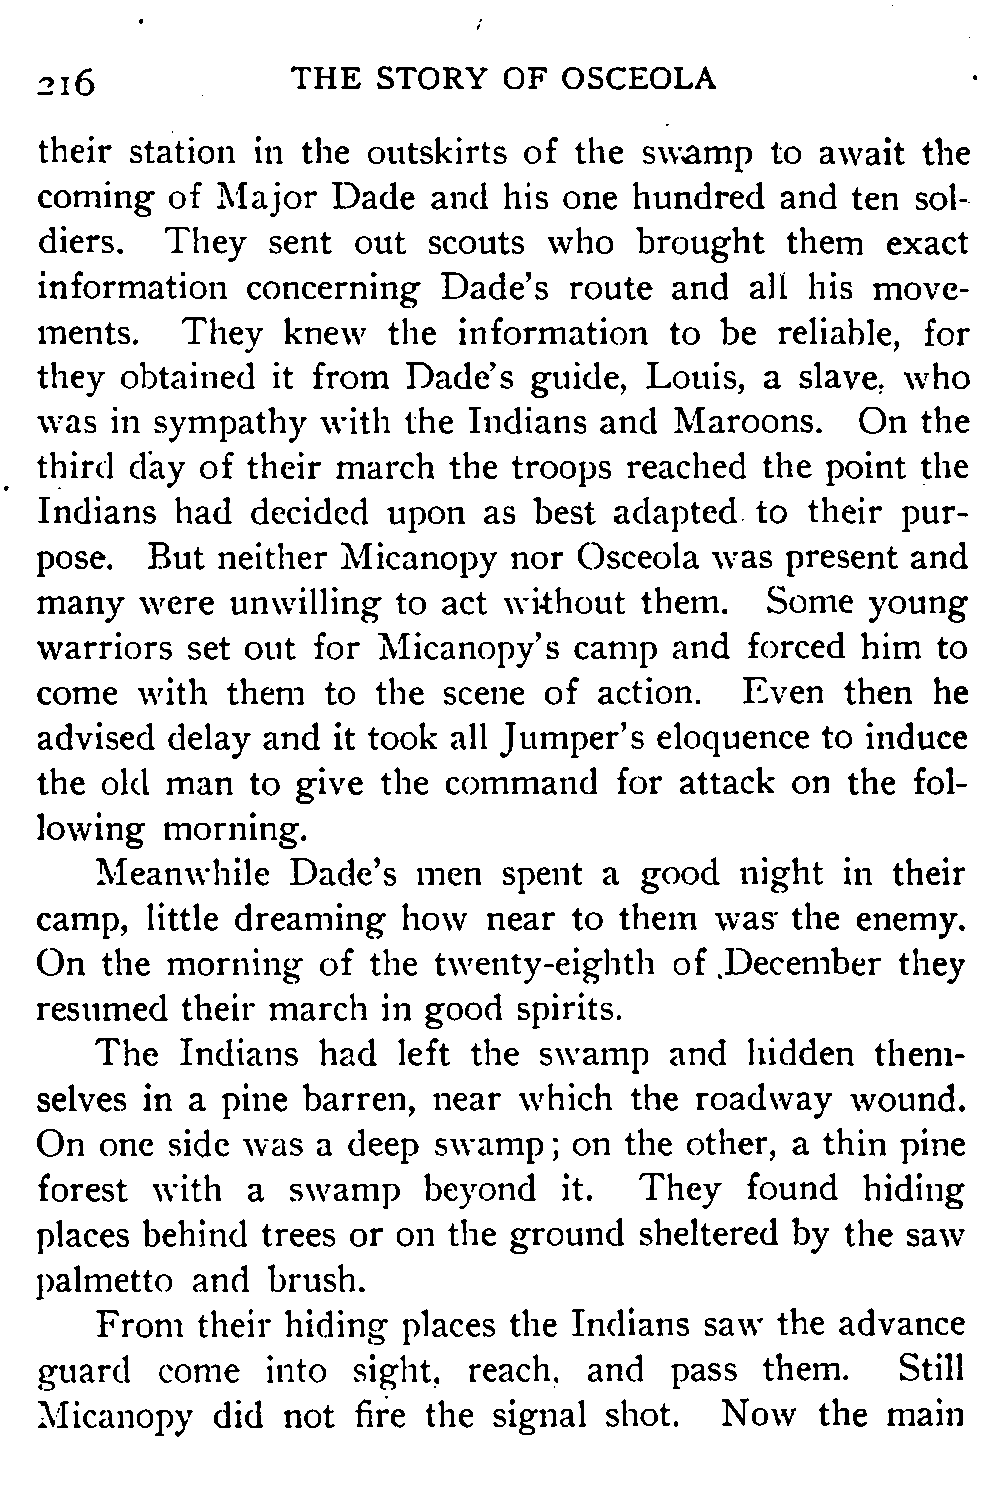 216 THE STORY OF OSCEOLA
their station in the outskirts of the swamp to await the
coming of Major Dade and his one hundred and ten sol-
diers. They sent out scouts who brought them exact
information concerning Dade's route and all his move-
ments. They knew the information to be reliable, for
they obtained it from Dade's guide, Louis, a slave, who
was in sympathy with the Indians and Maroons. On the
third day of their march the troops reached the point the
Indians had decided upon as best adapted to their pur-
pose. But neither Micanopy nor Osceola was present and
many were unwilling to act without them. Some young
warriors set out for Micanopy's camp and forced him to
come with them to the scene of action. Even then he
advised delay and it took all Jumper's eloquence to induce
the old man to give the command for attack on the fol-
lowing morning.
Meanwhile Dade's men spent a good night in their
camp, little dreaming how near to them was the enemy.
On the morning of the twenty-eighth of December they
resumed their march in good spirits.
The Indians had left the swamp and hidden them-
selves in a pine barren, near which the roadway wound.
On one side was a deep swamp; on the other, a thin pine
forest with a swamp beyond it. They found hiding
places behind trees or on the ground sheltered by the saw
palmetto and brush.
From their hiding places the Indians saw the advance
guard come into sight, reach, and pass them. Still
Micanopy did not fire the signal shot. Now the main